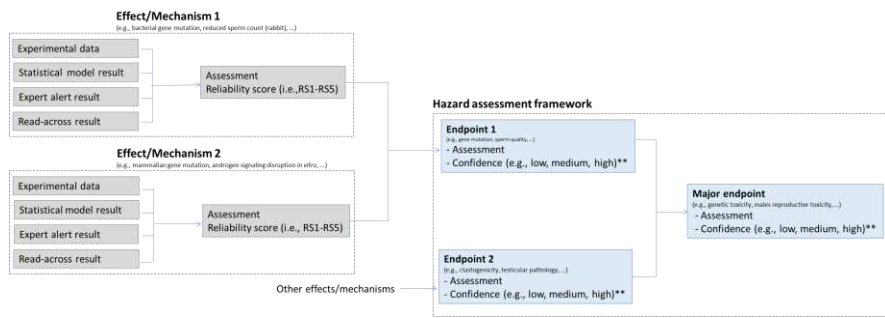 Effect/Mechanism 1
(e.g., bacterial gene mutation, reduced sperm count (rabbit), ...)
Experimental data
Statistical model result
Expert alert result
Read-across result
Assessment
Reliability score (i.e.,RS1-RS5)
Effect/Mechanism 2
(e.g., mammalian gene mutation, androgen signaling disruption in vitro, ...)
Experimental data
Statistical model result
Expert alert result
Read-across result
Assessment
Reliability score (i.e., RS1-RS5)
Other effects/mechanisms
Hazard assessment framework
Endpoint 1
(e.g., gene mutation, sperm quality, ...)
- Assessment
- Confidence (e.g., low, medium, high)**
Endpoint 2
(e.g., clastogenicity, testicular pathology, ...)
- Assessment
- Confidence (e.g., low, medium, high)**
Major endpoint
(e.g., genetic toxicity, males reproductive toxicity, ...)
- Assessment
- Confidence (e.g., low, medium, high)**